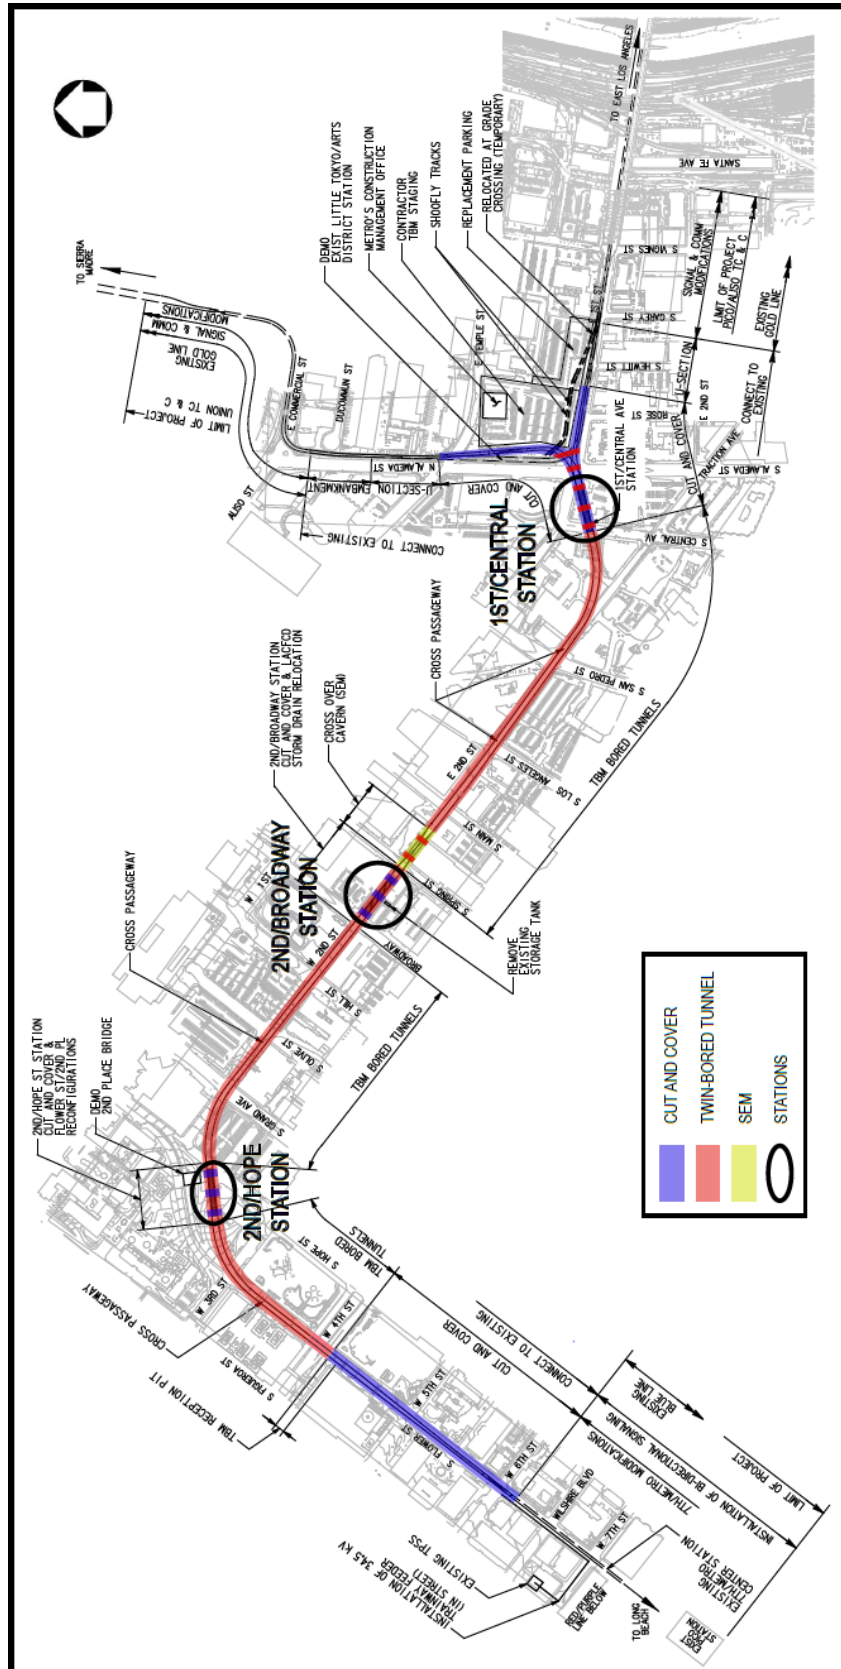 TO EAST LOS ANGELES
SANTA FE AVE
REPLACEMENT PARKING
RELOCATED AT GRADE
CROSSING (TEMPORARY)
SHOOFLY TRACKS
CONTRACTOR
TBM STAGING
METRO'S CONSTRUCTION
MANAGEMENT OFFICE
DEMO
EXIST LITTLE TOKYO/ARTS
DISTRICT STATION
TO SIERRA
MADRE
S VIGNES ST
SIGNAL & COMM
MODIFICATIONS
LIMIT OF PROJECT
PICO/ALISO TC & C
S GAREY ST
EXISTING
GOLD LINE
E 1ST ST
E TEMPLE ST
S HEWITT ST
U-SECTION
ROSE ST
E 2ND ST
CONNECT TO
EXISTING
CUT AND COVER
TRACTION AVE
S ALAMEDA ST
1ST/CENTRAL AVE
STATION
S CENTRAL AV
SIGNAL & COMM
MODIFICATIONS
EXISTING
GOLD LINE
LIMIT OF PROJECT
UNION TC & C
E COMMERCIAL ST
DUCOMMUN ST
N ALAMEDA ST
ALISO ST
EMBANKMENT
U-SECTION
CUT AND COVER
CONNECT TO EXISTING
1ST/CENTRAL
STATION
CROSS PASSAGEWAY
S SAN PEDRO ST
TBM BORED TUNNELS
S LOS ANGELES ST
E 2ND ST
S MAIN ST
2ND/BROADWAY STATION
CUT AND COVER & LACFCD
STORM DRAIN RELOCATION
CROSS OVER
CAVERN (SEM)
S SPRING ST
2ND/BROADWAY
STATION
W 1ST
W 2ND ST
BROADWAY
REMOVE
EXISTING
STORAGE TANK
CROSS PASSAGEWAY
S HILL ST
S OLIVE ST
TBM BORED TUNNELS
S GRAND AVE
2ND/HOPE ST STATION
CUT AND COVER &
FLOWER ST/2ND PL
RECONFIGURATIONS
DEMO
2ND PLACE BRIDGE
2ND/HOPE
STATION
S HOPE ST
TBM BORED
TUNNELS
W 3RD ST
CROSS PASSAGEWAY
W 4TH ST
S FIGUEROA ST
TBM RECEPTION PIT
W 5TH ST
S FLOWER ST
CUT AND COVER
CONNECT TO EXISTING
W 6TH ST
WILSHIRE BLVD
W 7TH ST
EXISTING
BLUE LINE
7TH/METRO MODIFICATIONS
INSTALLATION OF BI-DIRECTIONAL SIGNALING
LIMIT OF PROJECT
EXISTING TPSS
INSTALLATION OF 34.5 KV
TRAINWAY FEEDER
(IN STREET)
RED/PURPLE
LINE BELOW
TO LONG
BEACH
EXISTING
7TH/METRO
CENTER STATION
EXIST
PICO
STATION
CUT AND COVER
TWIN-BORED TUNNEL
SEM
STATIONS